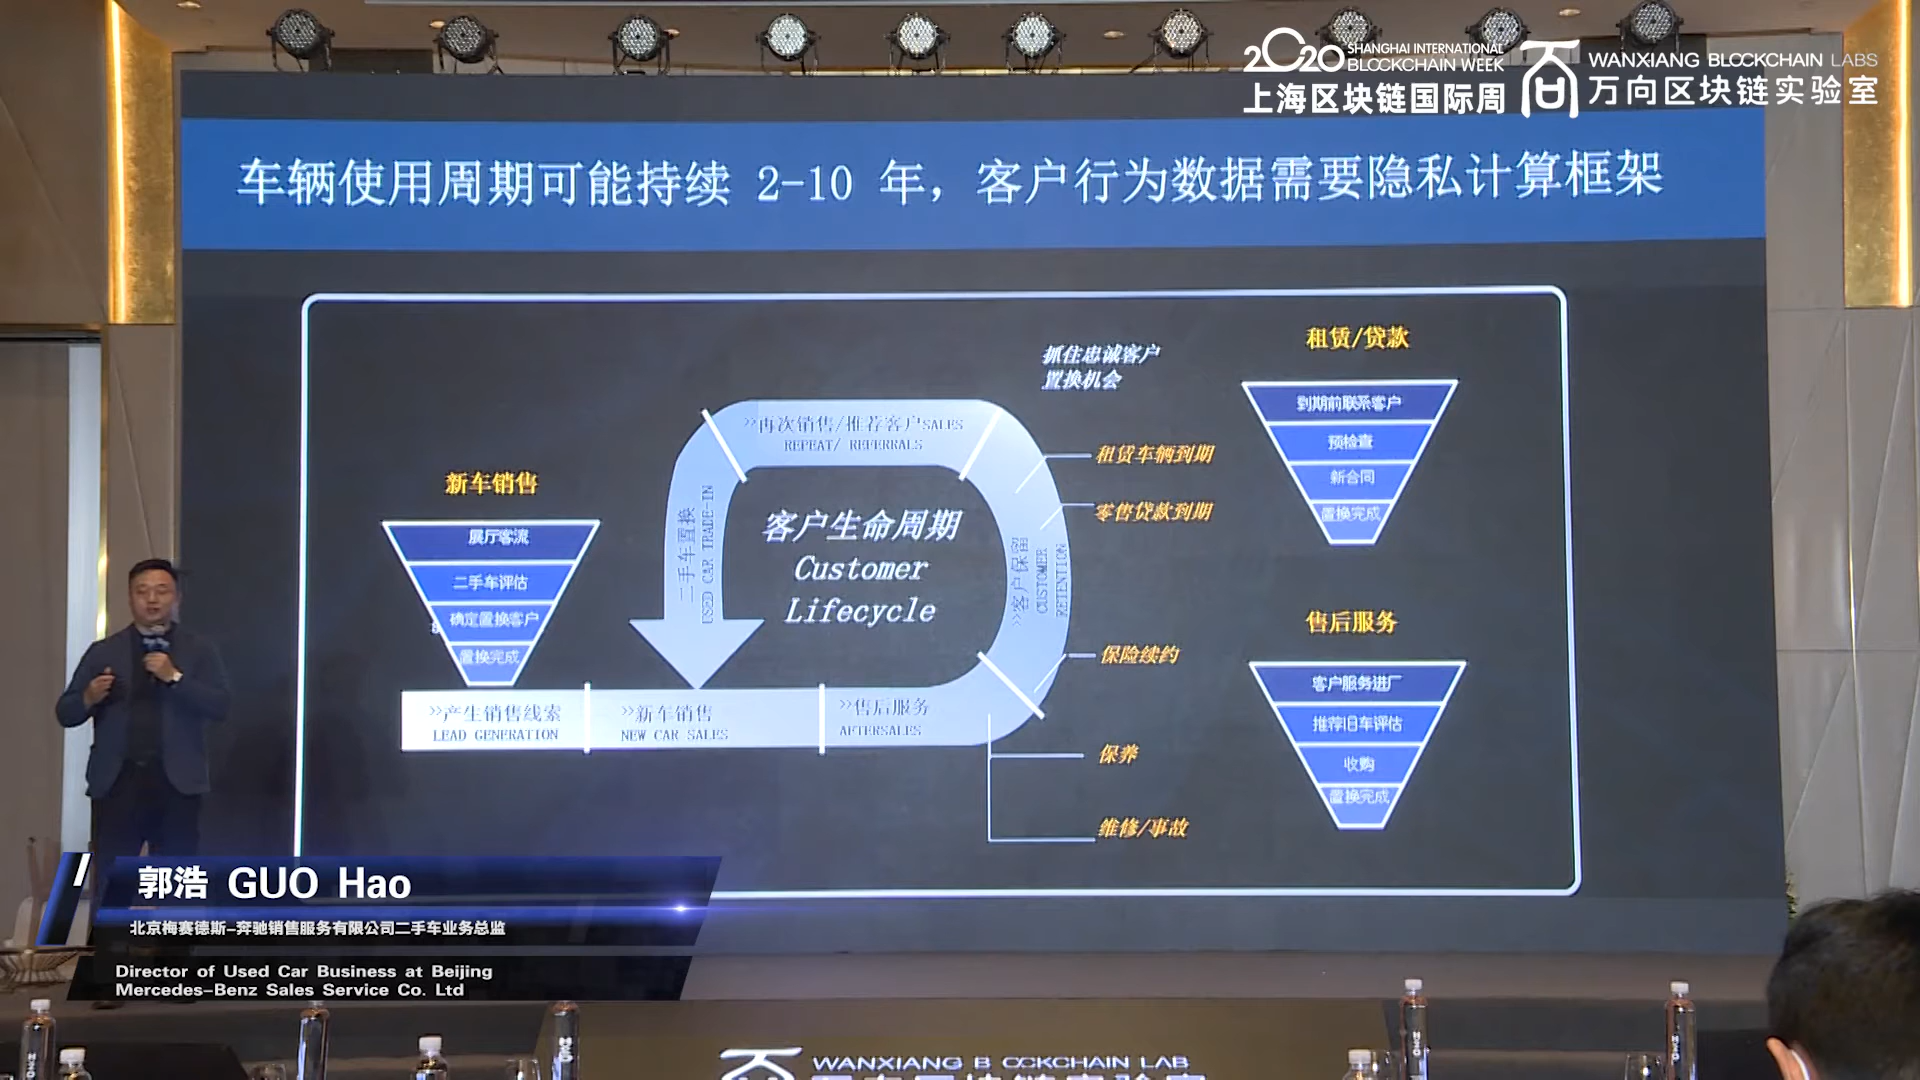 2020 SHANGHAI INTERNATIONAL
BLOCKCHAIN WEEK
上海区块链国际周
WANXIANG BLOCKCHAIN LABS
万向区块链实验室
车辆使用周期可能持续 2-10 年，客户行为数据需要隐私计算框架
抓住忠诚客户
置换机会
租赁/贷款
到期前联系客户
预检查
新合同
置换完成
»再次销售/推荐客户SALES
REPEAT/ REFERRALS
租赁车辆到期
零售贷款到期
新车销售
展厅客流
二手车评估
确定置换客户
置换完成
二手车置换
USED CAR TRADE-IN
客户生命周期
Customer
Lifecycle
»客户保留
CUSTOMER
RETENTION
售后服务
客户服务进厂
推荐旧车评估
收购
置换完成
保险续约
»产生销售线索
LEAD GENERATION
»新车销售
NEW CAR SALES
»售后服务
AFTERSALES
保养
维修/事故
郭浩 GUO Hao
北京梅赛德斯-奔驰销售服务有限公司二手车业务总监
Director of Used Car Business at Beijing
Mercedes-Benz Sales Service Co. Ltd
WANXIANG B OCKCHAIN LAB